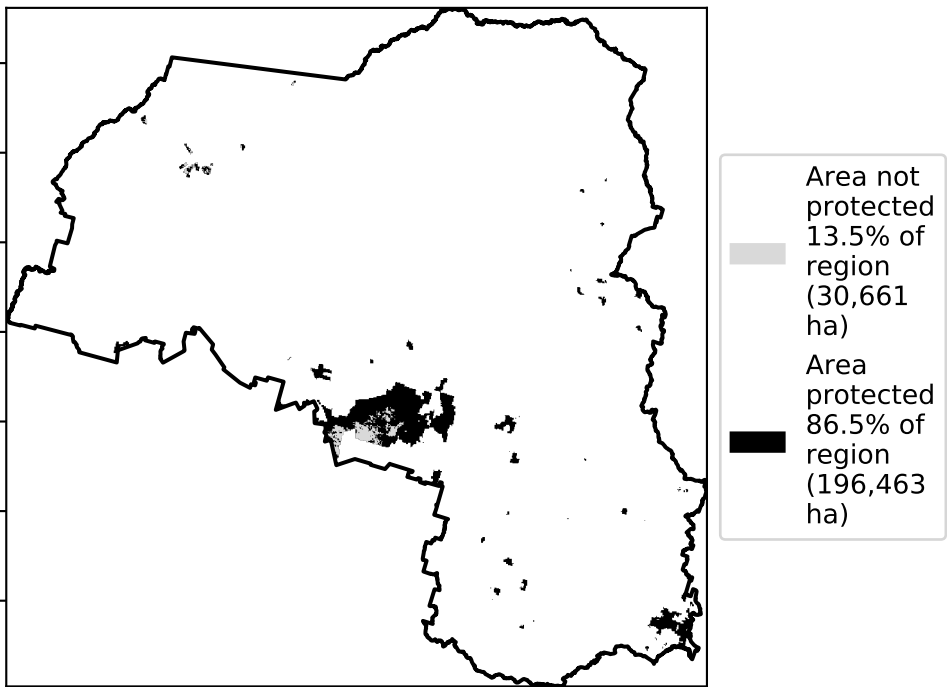 Area not
protected
13.5% of
region
(30,661
ha)
Area
protected
86.5% of
region
(196,463
ha)